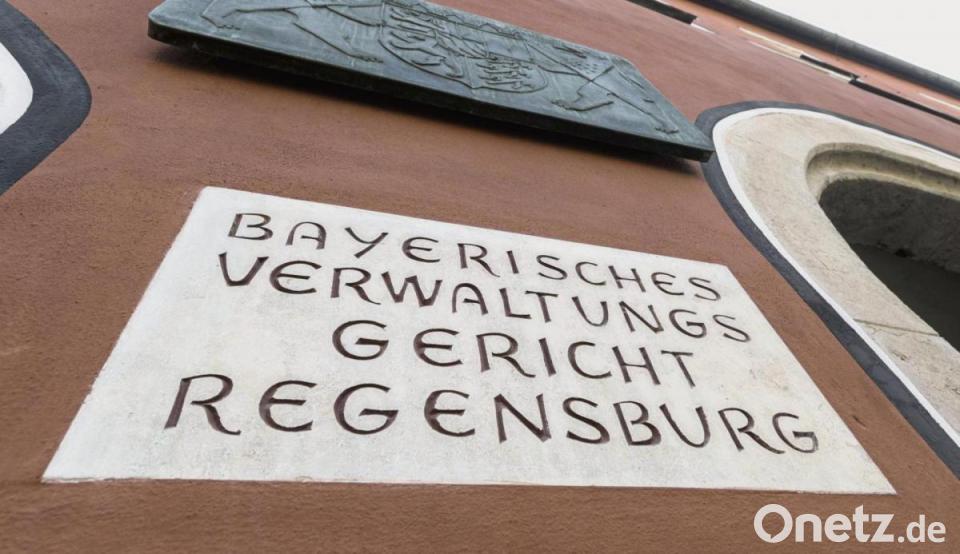 BAYERISCHES
VERWALTUNGS
GERICHT
REGENSBURG
Onetz.de